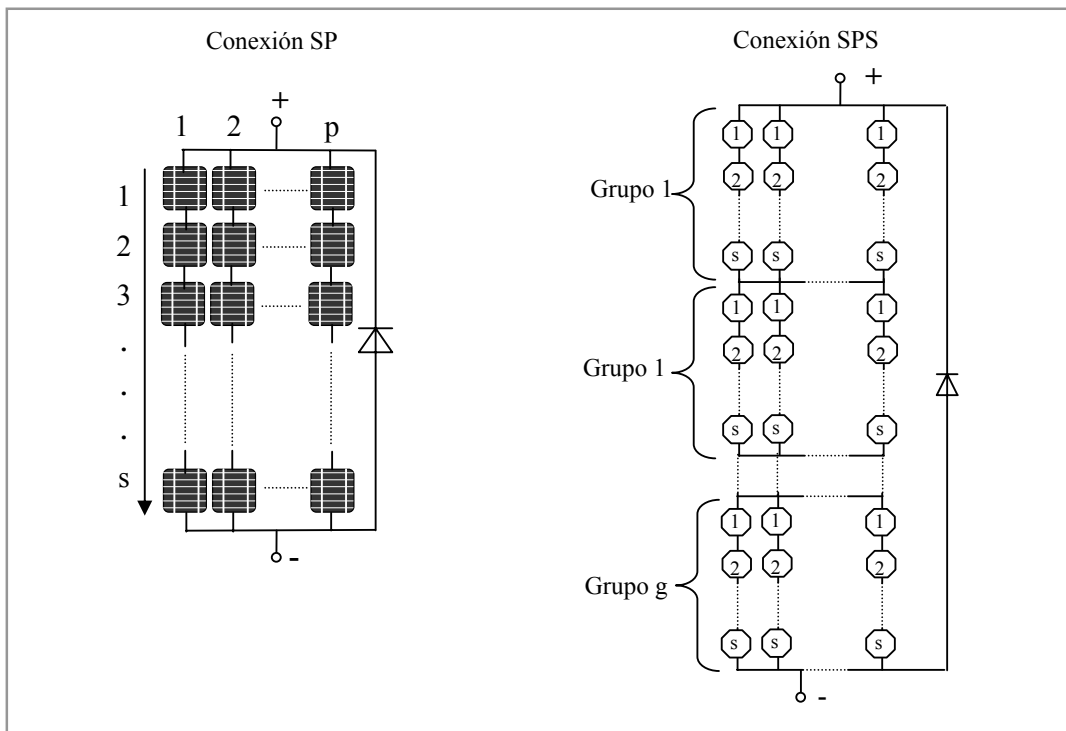 Conexión SP
+
1 2 p
1
2
3
.
.
.
s
-
Conexión SPS
+
Grupo 1
1 1 1
2 2 2
s s s
Grupo 1
1 1 1
2 2 2
s s s
Grupo g
1 1 1
2 2 2
s s s
-